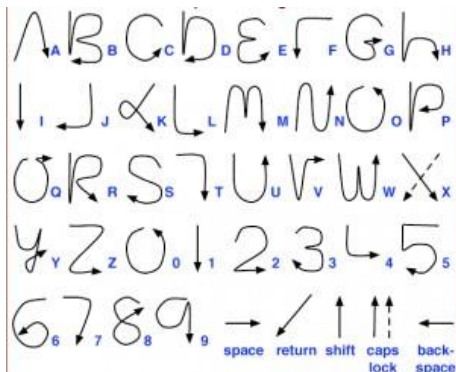 A B C D E F G H
I J K L M N O P
Q R S T U V W X
Y Z 0 1 2 3 4 5
6 7 8 9 space return shift caps lock back-space